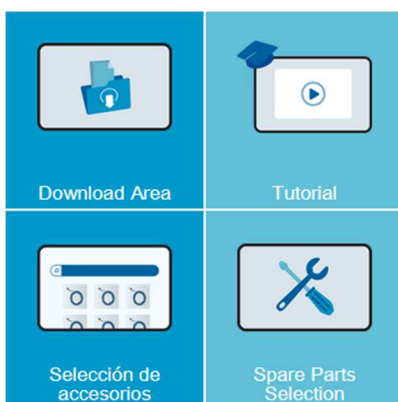 Download Area
Tutorial
Selección de
accesorios
Spare Parts
Selection